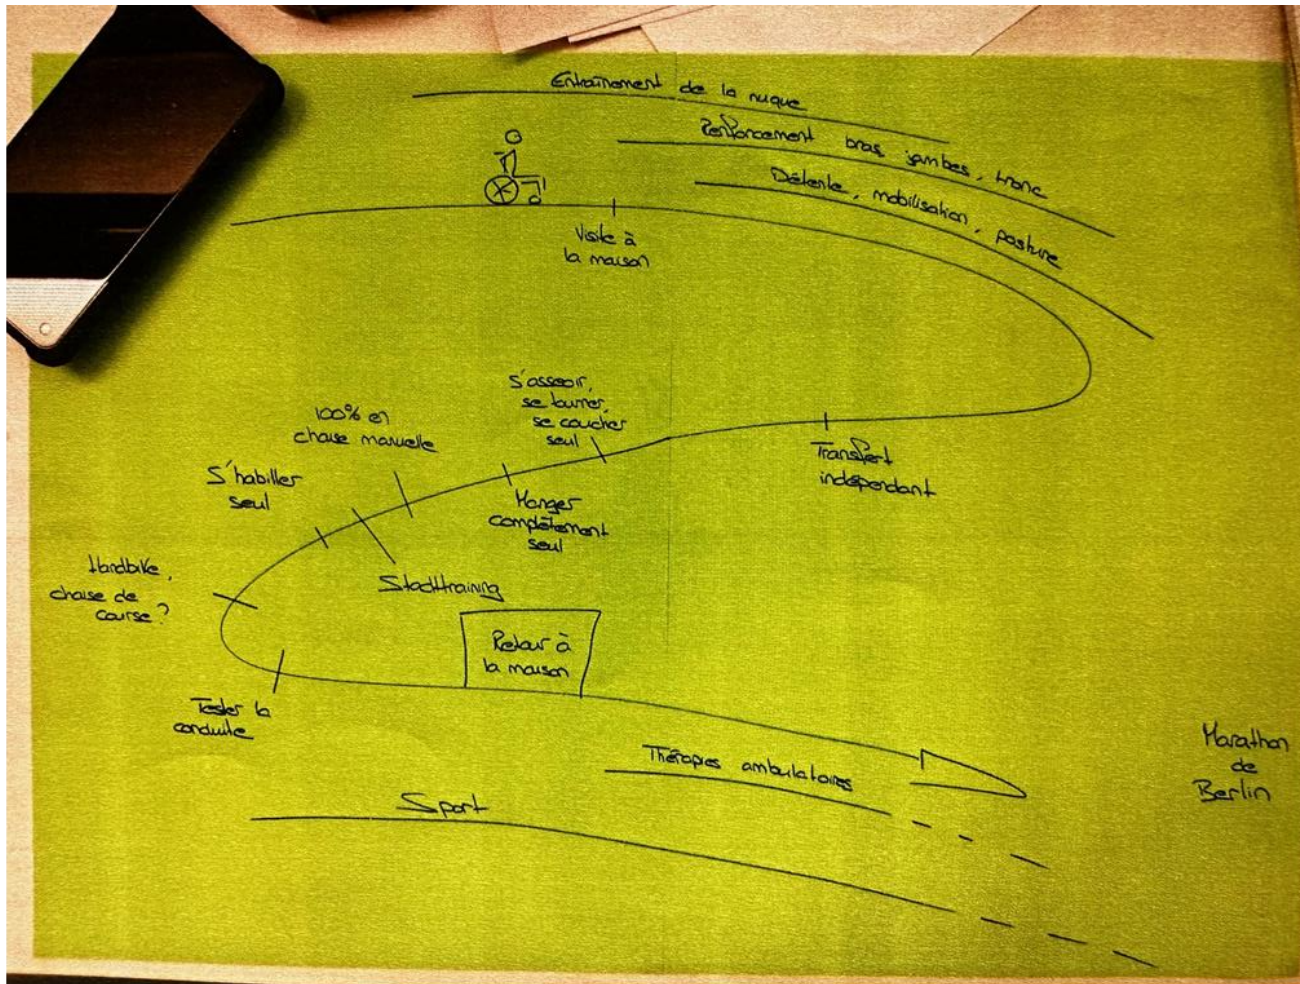 Entraînement de la nuque
Renforcement bras, jambes, tronc
Détente, mobilisation, posture
Visite à
la maison
Transfert
indépendant
S'asseoir,
se tourner,
se coucher
seul
Manger
complètement
seul
100% en
chaise manuelle
Stadttraining
S'habiller
seul
Handbike,
chaise de
course?
Tester la
conduite
Retour à
la maison
Thérapies ambulatoires
Sport
Marathon
de
Berlin